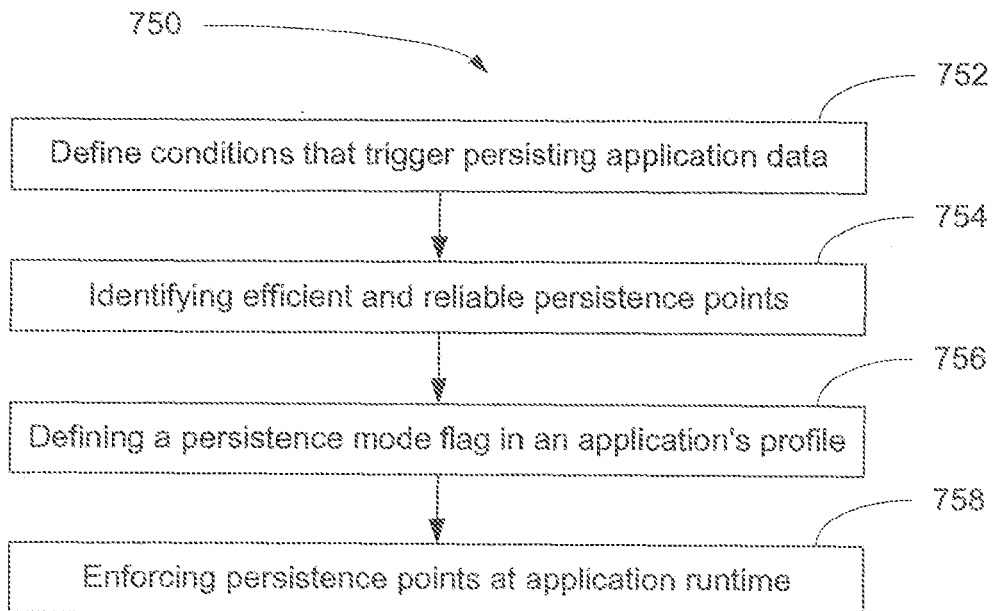 750
752
Define conditions that trigger persisting application data
754
Identifying efficient and reliable persistence points
756
Defining a persistence mode flag in an application's profile
758
Enforcing persistence points at application runtime